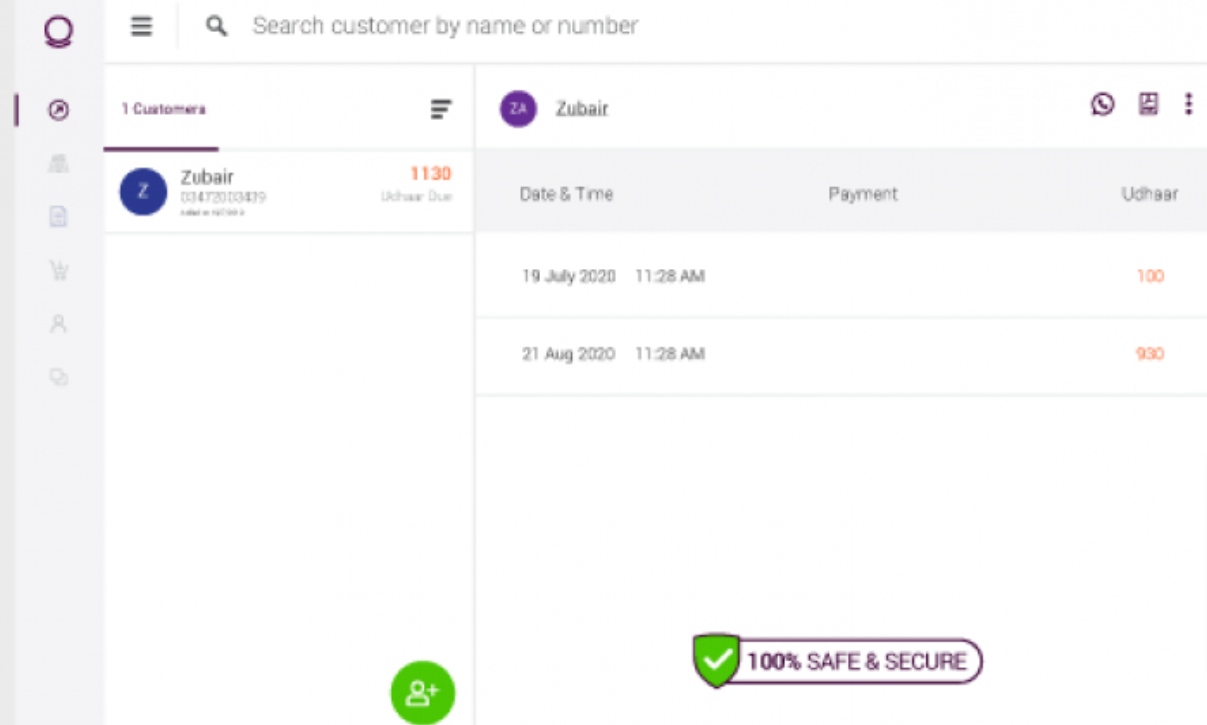 Search customer by name or number
1 Customers
ZA Zubair
Z Zubair 1130
03472003439 Udhaar Due
Date & Time Payment Udhaar
19 July 2020 11:28 AM 100
21 Aug 2020 11:28 AM 930
100% SAFE & SECURE